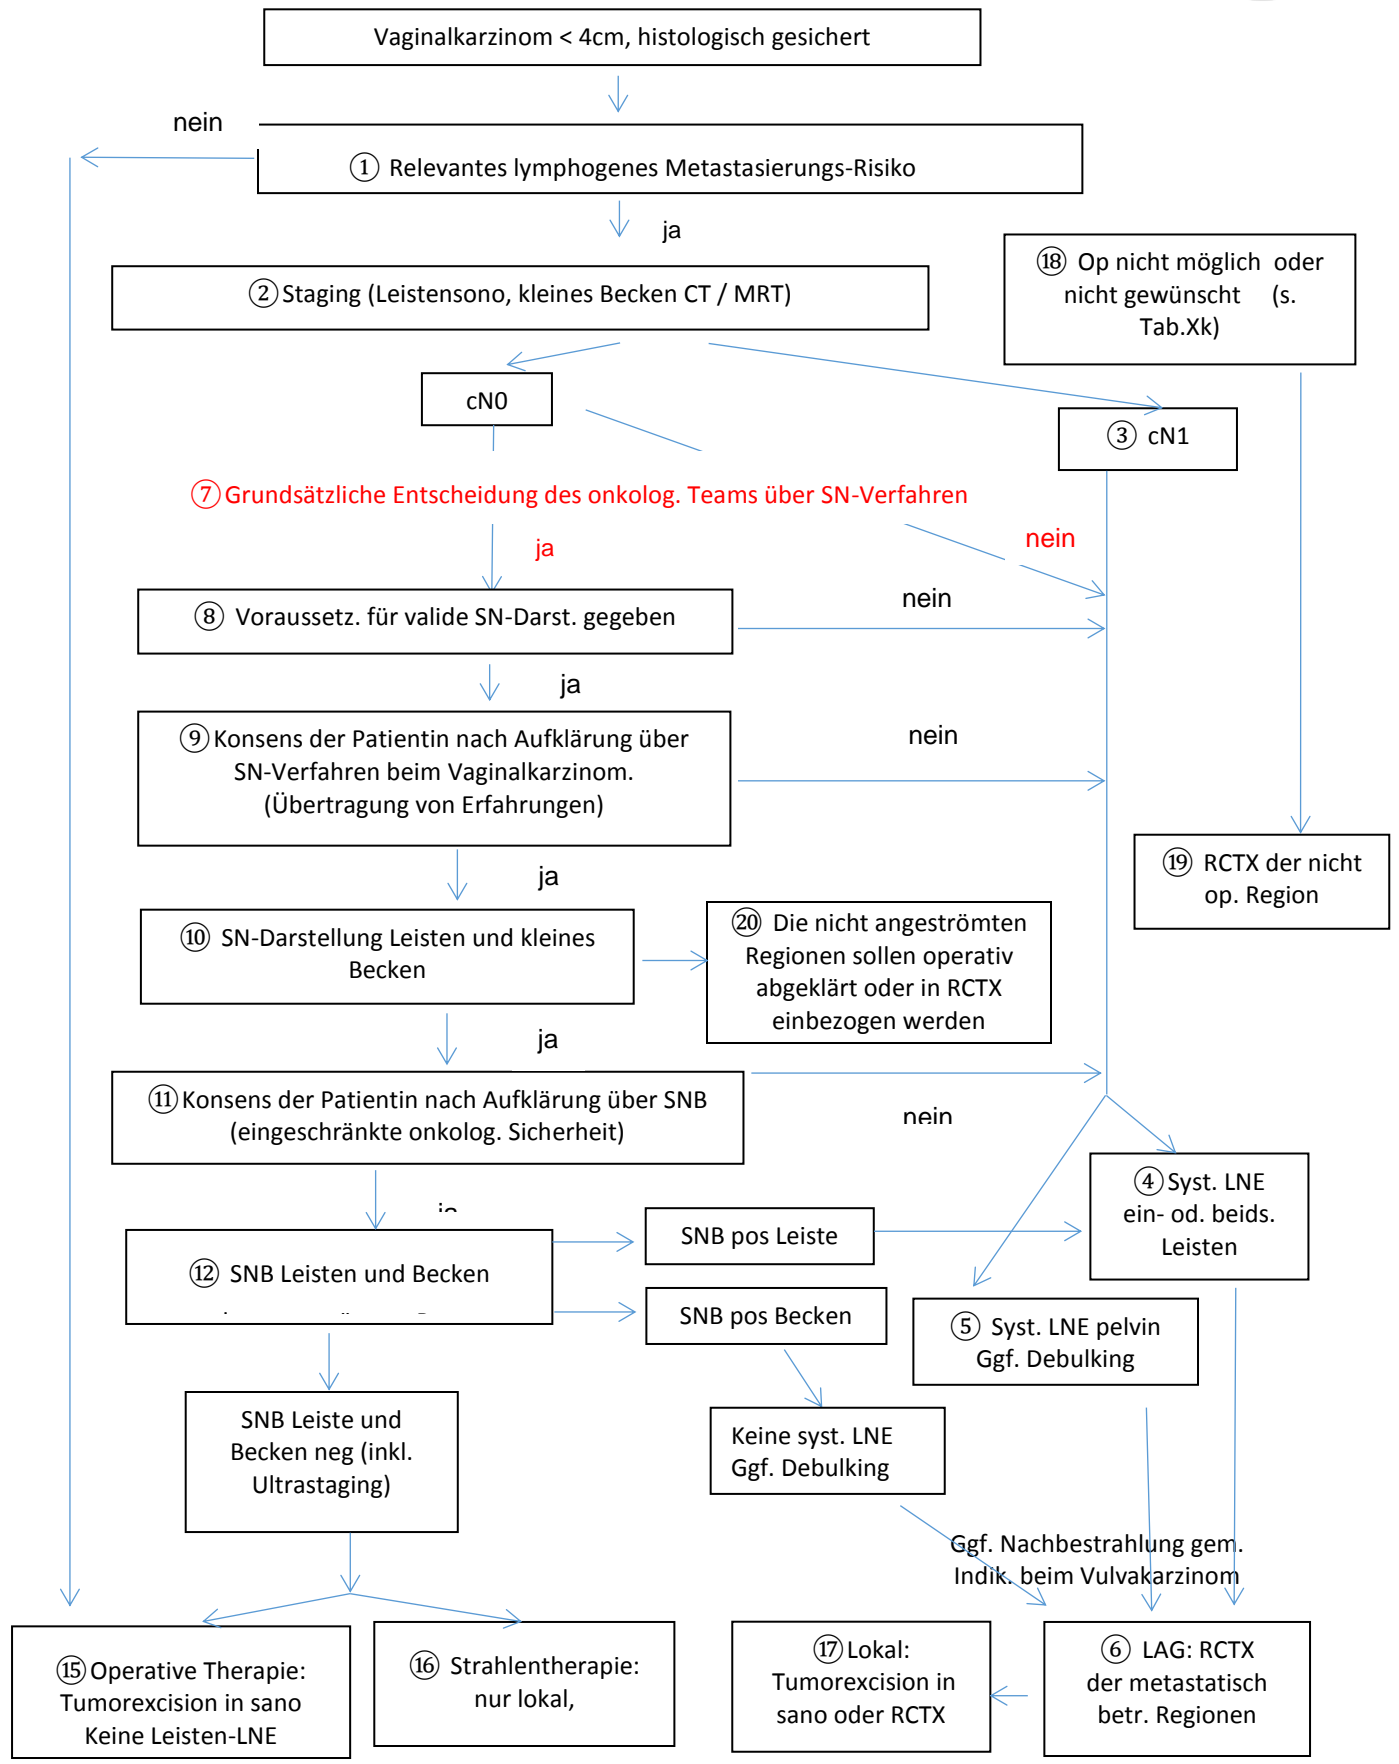 Vaginalkarzinom < 4cm, histologisch gesichert
nein
① Relevantes lymphogenes Metastasierungs-Risiko
ja
② Staging (Leistensono, kleines Becken CT / MRT)
⑱ Op nicht möglich oder
nicht gewünscht (s.
Tab.Xk)
cN0
③ cN1
⑦ Grundsätzliche Entscheidung des onkolog. Teams über SN-Verfahren
ja
nein
⑧ Voraussetz. für valide SN-Darst. gegeben
nein
ja
⑨ Konsens der Patientin nach Aufklärung über
SN-Verfahren beim Vaginalkarzinom.
(Übertragung von Erfahrungen)
nein
⑲ RCTX der nicht
op. Region
ja
⑩ SN-Darstellung Leisten und kleines
Becken
⑳ Die nicht angeströmten
Regionen sollen operativ
abgeklärt oder in RCTX
einbezogen werden
ja
⑪ Konsens der Patientin nach Aufklärung über SNB
(eingeschränkte onkolog. Sicherheit)
nein
④ Syst. LNE
ein- od. beids.
Leisten
ja
SNB pos Leiste
⑫ SNB Leisten und Becken
SNB pos Becken
⑤ Syst. LNE pelvin
Ggf. Debulking
SNB Leiste und
Becken neg (inkl.
Ultrastaging)
Keine syst. LNE
Ggf. Debulking
Ggf. Nachbestrahlung gem.
Indik. beim Vulvakarzinom
⑮ Operative Therapie:
Tumorexcision in sano
Keine Leisten-LNE
⑯ Strahlentherapie:
nur lokal,
⑰ Lokal:
Tumorexcision in
sano oder RCTX
⑥ LAG: RCTX
der metastatisch
betr. Regionen